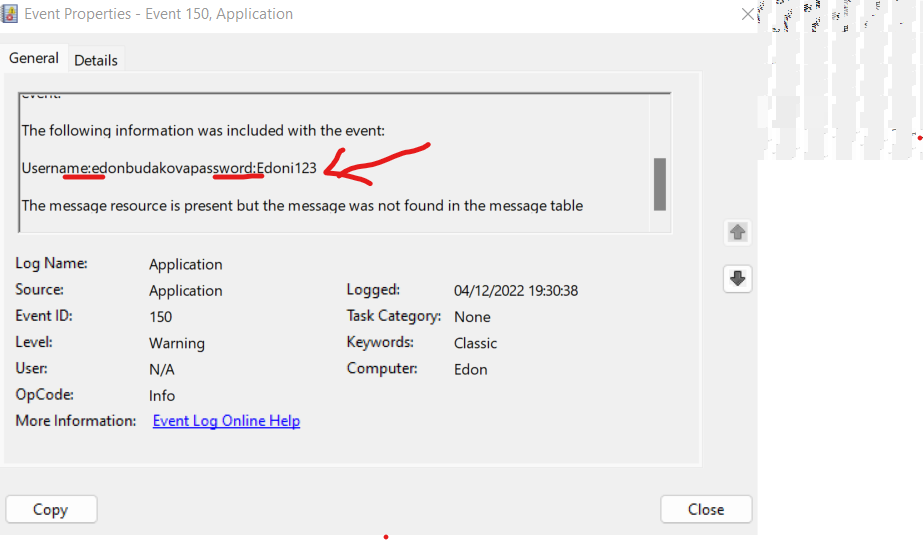 Event Properties - Event 150, Application
General Details
event.
The following information was included with the event:
Username:edonbudakovapassword:Edoni123
The message resource is present but the message was not found in the message table
Log Name: Application
Source: Application Logged: 04/12/2022 19:30:38
Event ID: 150 Task Category: None
Level: Warning Keywords: Classic
User: N/A Computer: Edon
OpCode: Info
More Information: Event Log Online Help
Copy Close